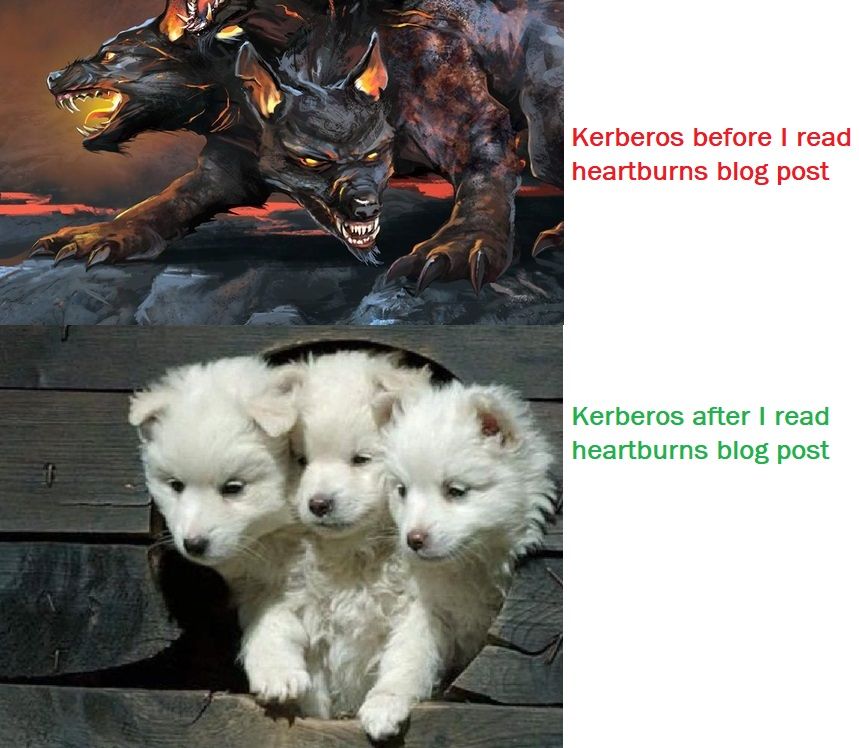 Kerberos before I read
heartburns blog post
Kerberos after I read
heartburns blog post